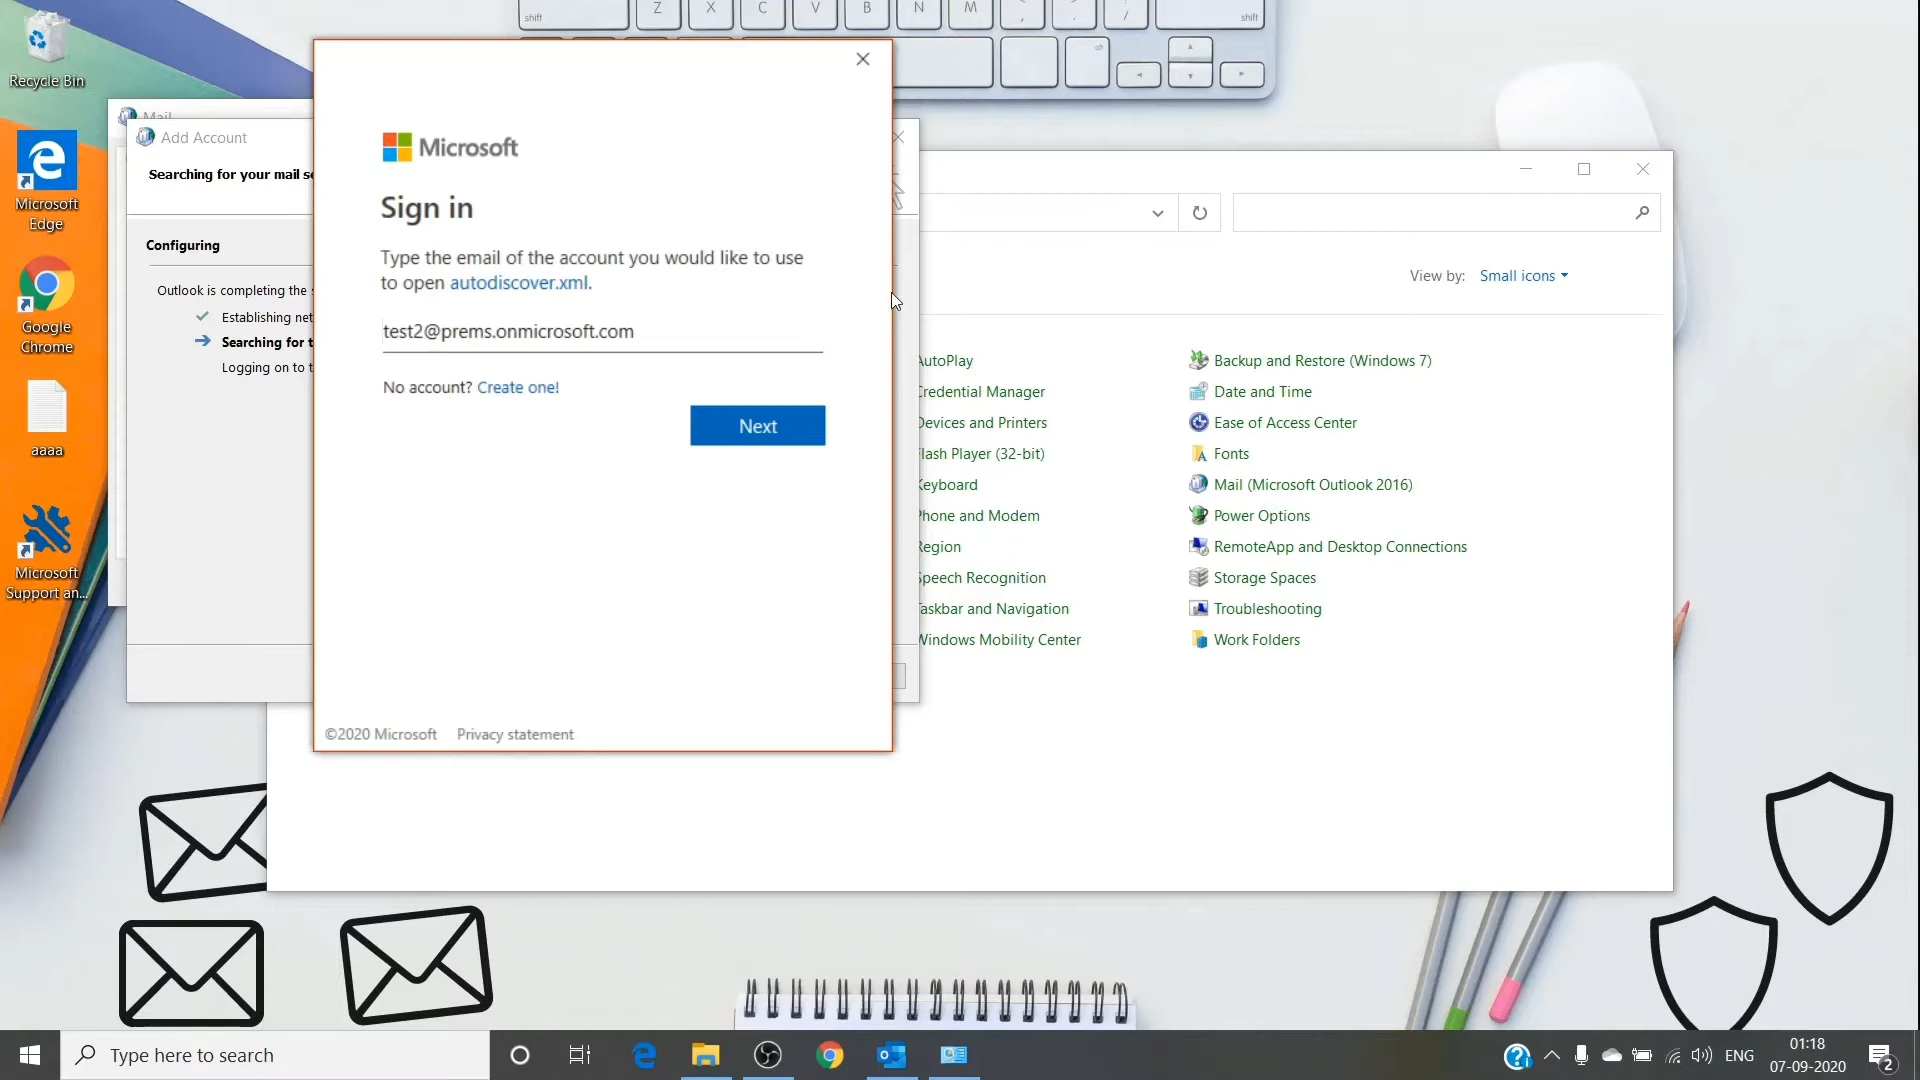 shift
Z
X
C
V
B
N
M
shift
Recycle Bin
Microsoft
Edge
Google
Chrome
aaaa
Microsoft
Support an...
Mail
Add Account
Searching for your mail s
Configuring
Outlook is completing the
Establishing net
Searching for t
Logging on to t
Microsoft
Sign in
Type the email of the account you would like to use
to open autodiscover.xml.
test2@prems.onmicrosoft.com
No account? Create one!
Next
©2020 Microsoft Privacy statement
View by: Small icons
AutoPlay
Credential Manager
Devices and Printers
Flash Player (32-bit)
Keyboard
Phone and Modem
Region
Speech Recognition
Taskbar and Navigation
Windows Mobility Center
Backup and Restore (Windows 7)
Date and Time
Ease of Access Center
Fonts
Mail (Microsoft Outlook 2016)
Power Options
RemoteApp and Desktop Connections
Storage Spaces
Troubleshooting
Work Folders
Type here to search
ENG
01:18
07-09-2020
2